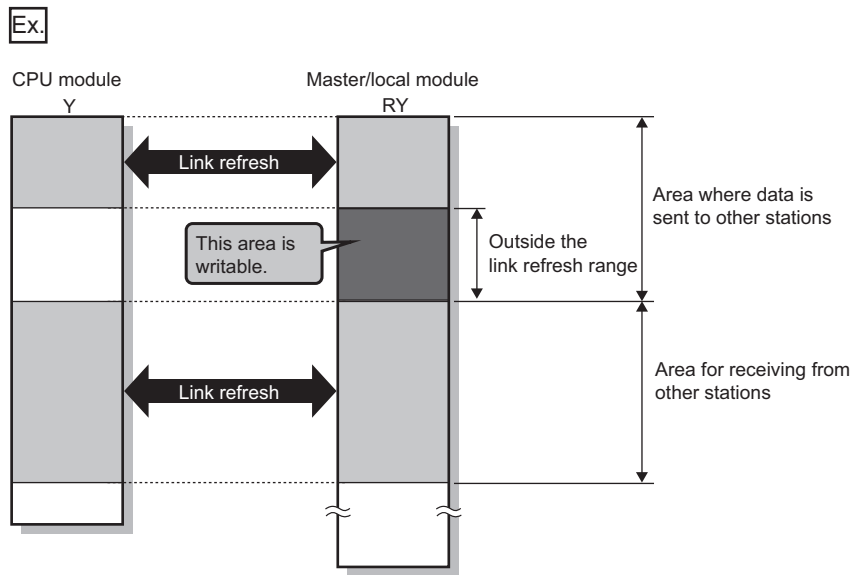 Ex.
CPU module
Y
Master/local module
RY
Link refresh
Area where data is
sent to other stations
This area is
writable.
Outside the
link refresh range
Link refresh
Area for receiving from
other stations